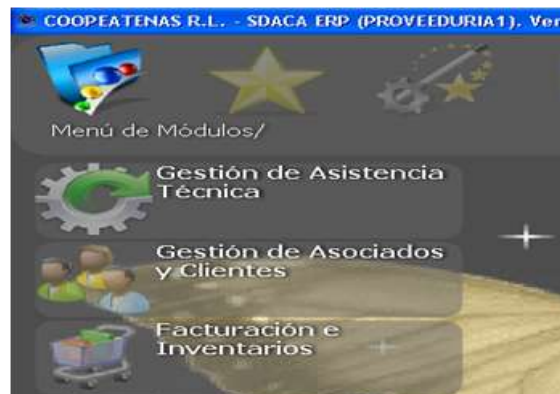 COOPEATENAS R.L. - SDACA ERP (PROVEEDURIA1). Ver
Menú de Módulos/
Gestión de Asistencia
Técnica
Gestión de Asociados
y Clientes
Facturación e
Inventarios